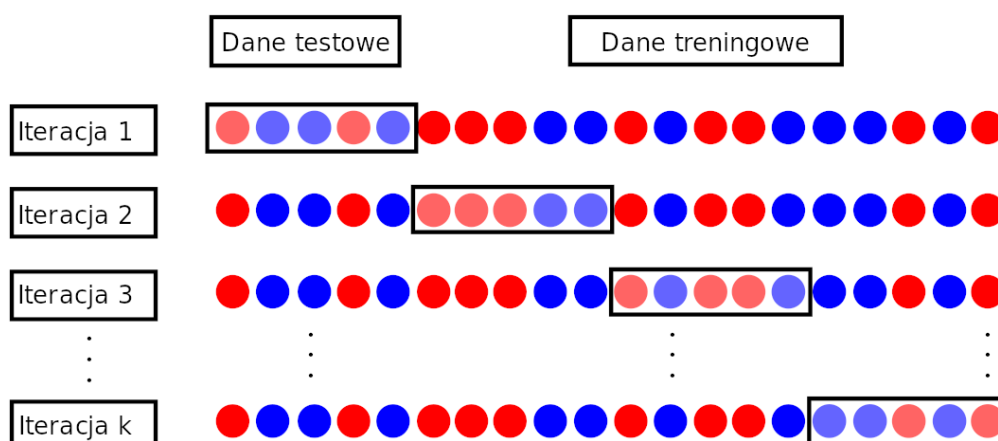 Dane testowe
Dane treningowe
Iteracja 1
Iteracja 2
Iteracja 3
Iteracja k